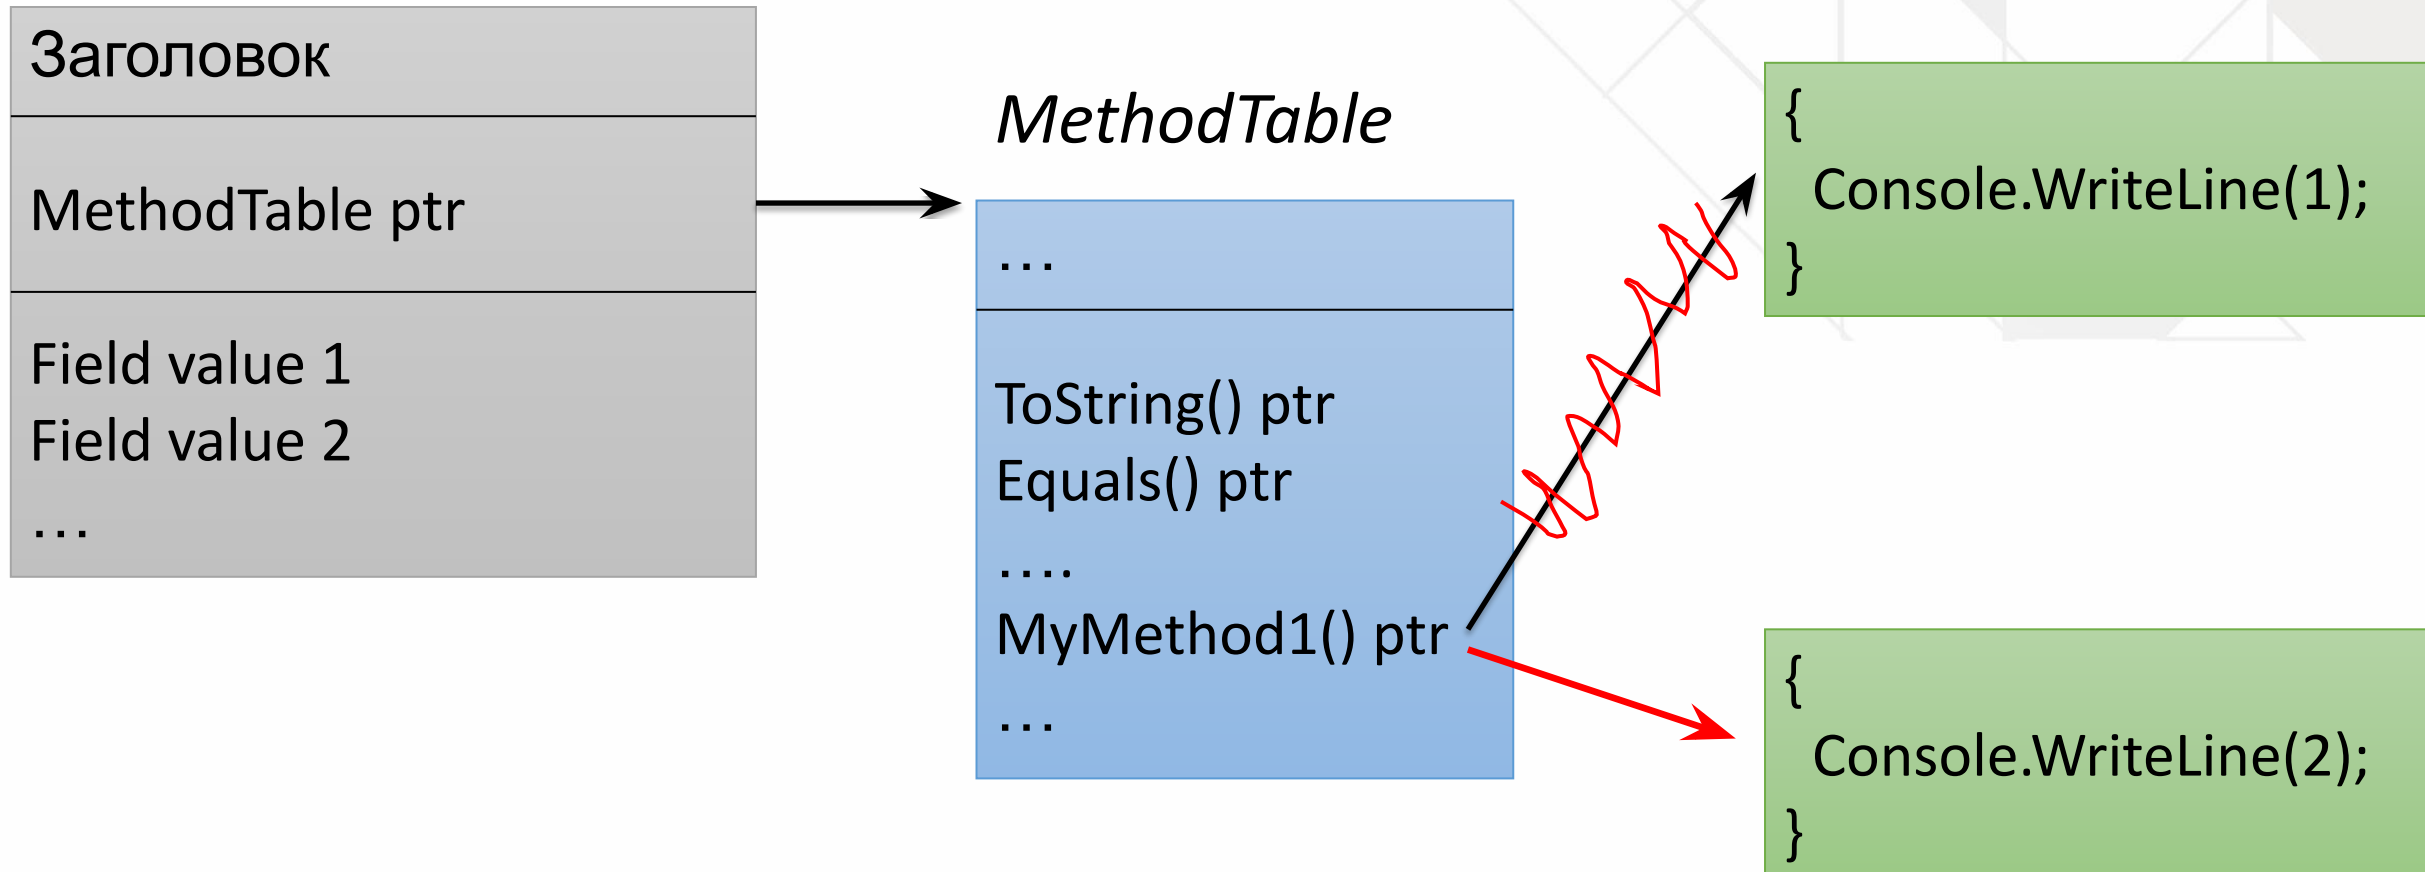 Заголовок
MethodTable ptr
Field value 1
Field value 2
…
MethodTable
…
ToString() ptr
Equals() ptr
….
MyMethod1() ptr
…
{
Console.WriteLine(1);
}
{
Console.WriteLine(2);
}